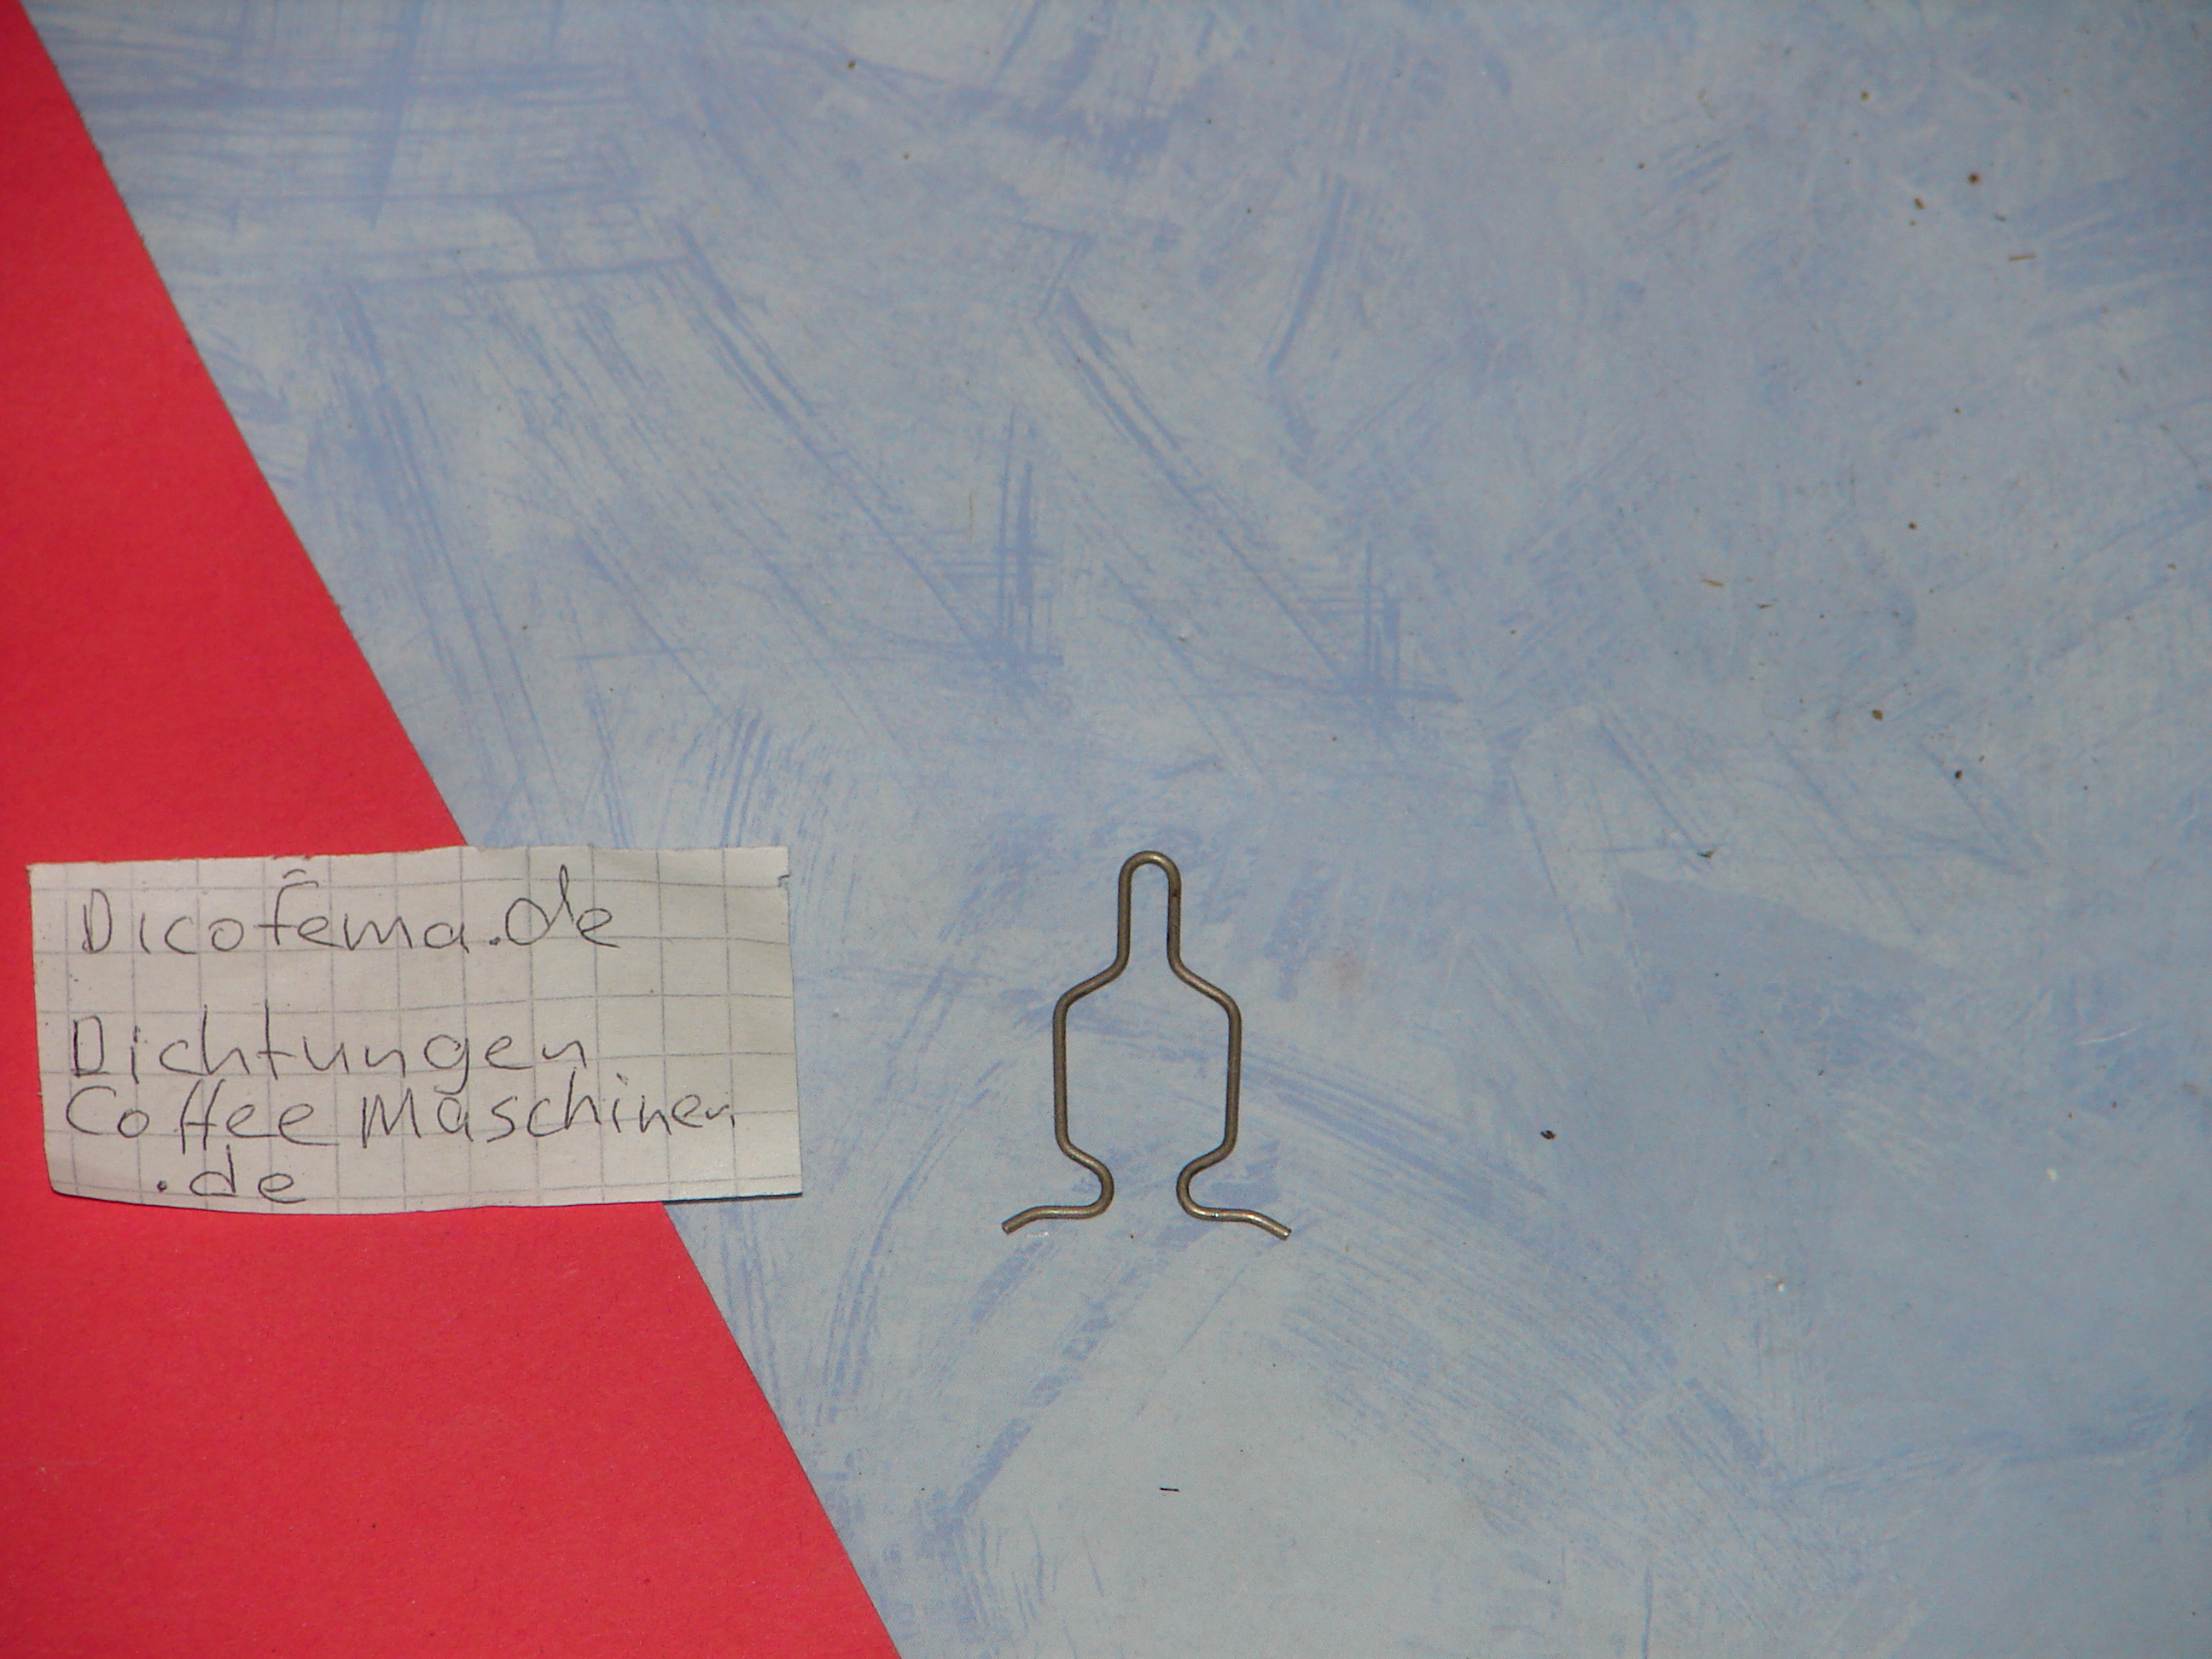 Dicofema.de
Dichtungen
Coffee Maschinen
.de